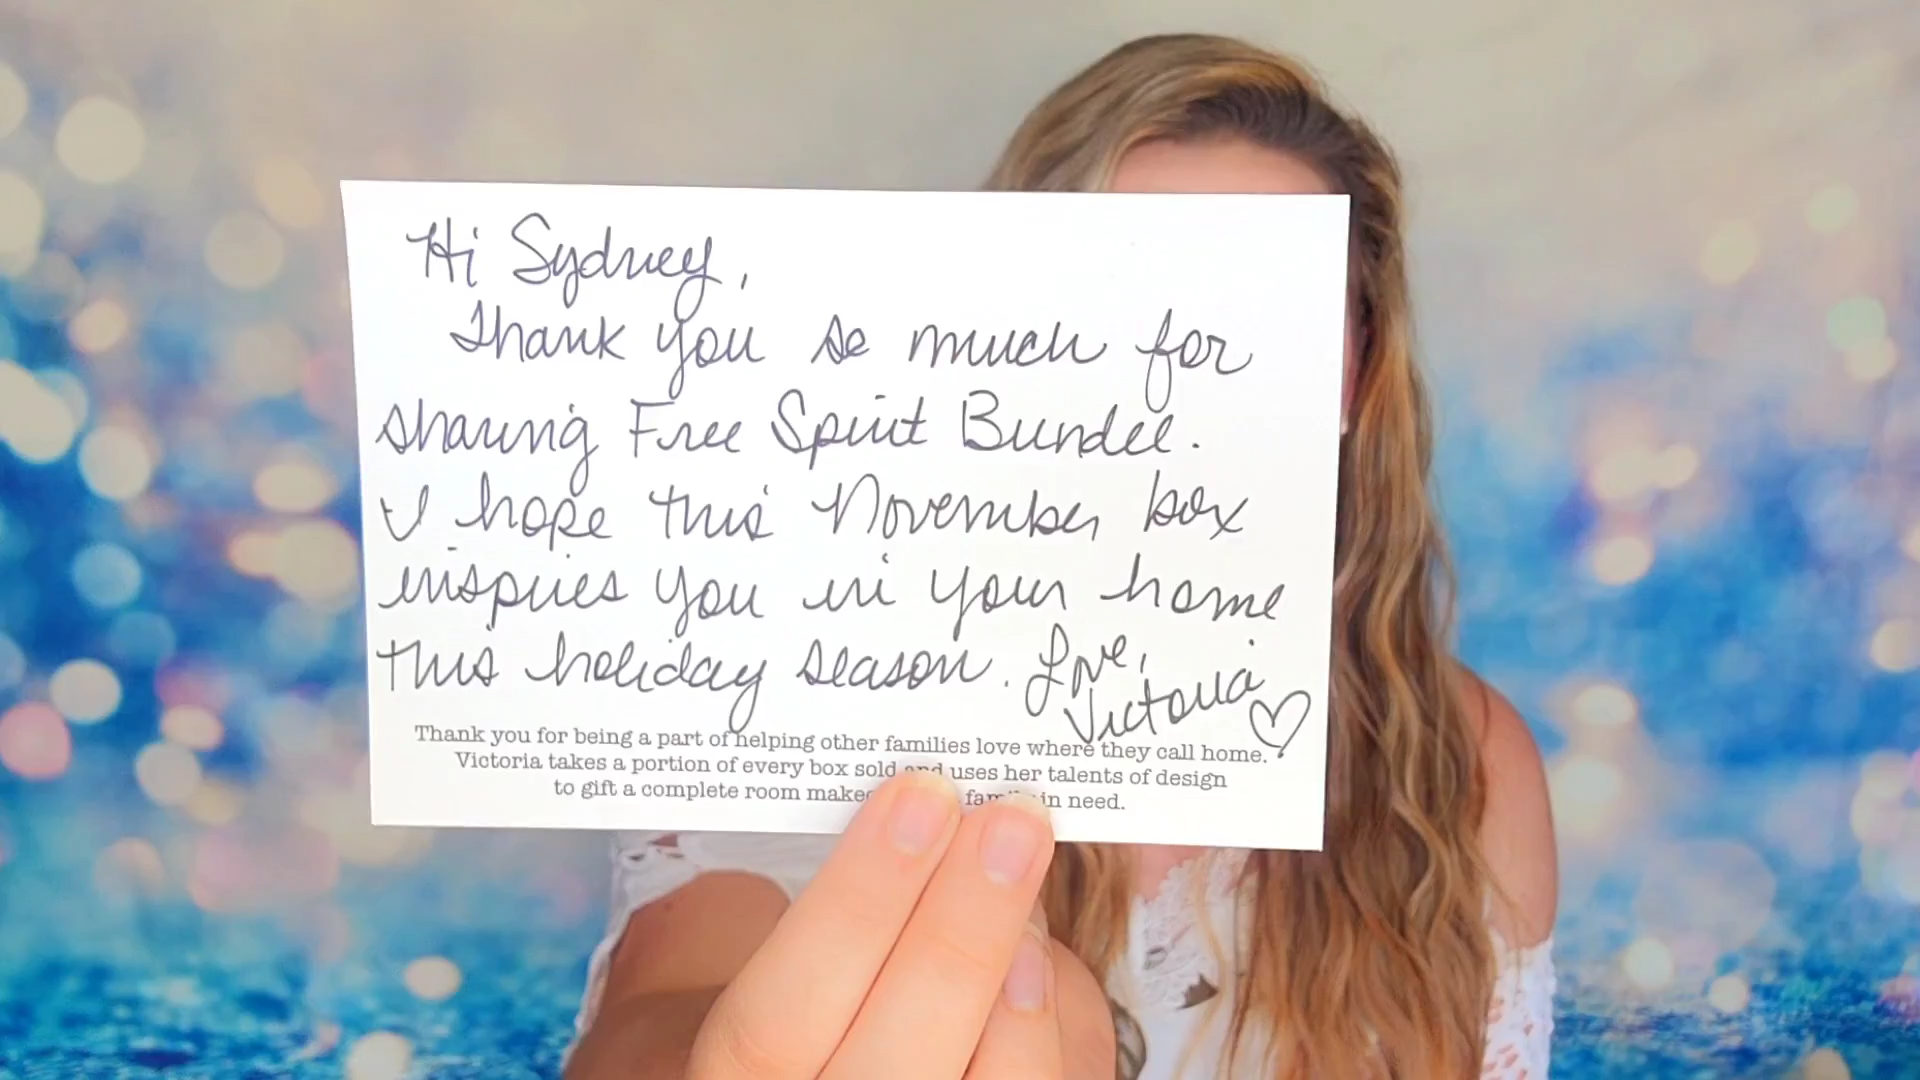 Hi Sydney,
Thank you so much for
sharing Free Spirit Bundle.
I hope this November box
inspires you in your home
this holiday season. Love,
Victoria ♡
Thank you for being a part of helping other families love where they call home.
Victoria takes a portion of every box sold and uses her talents of design
to gift a complete room in need.